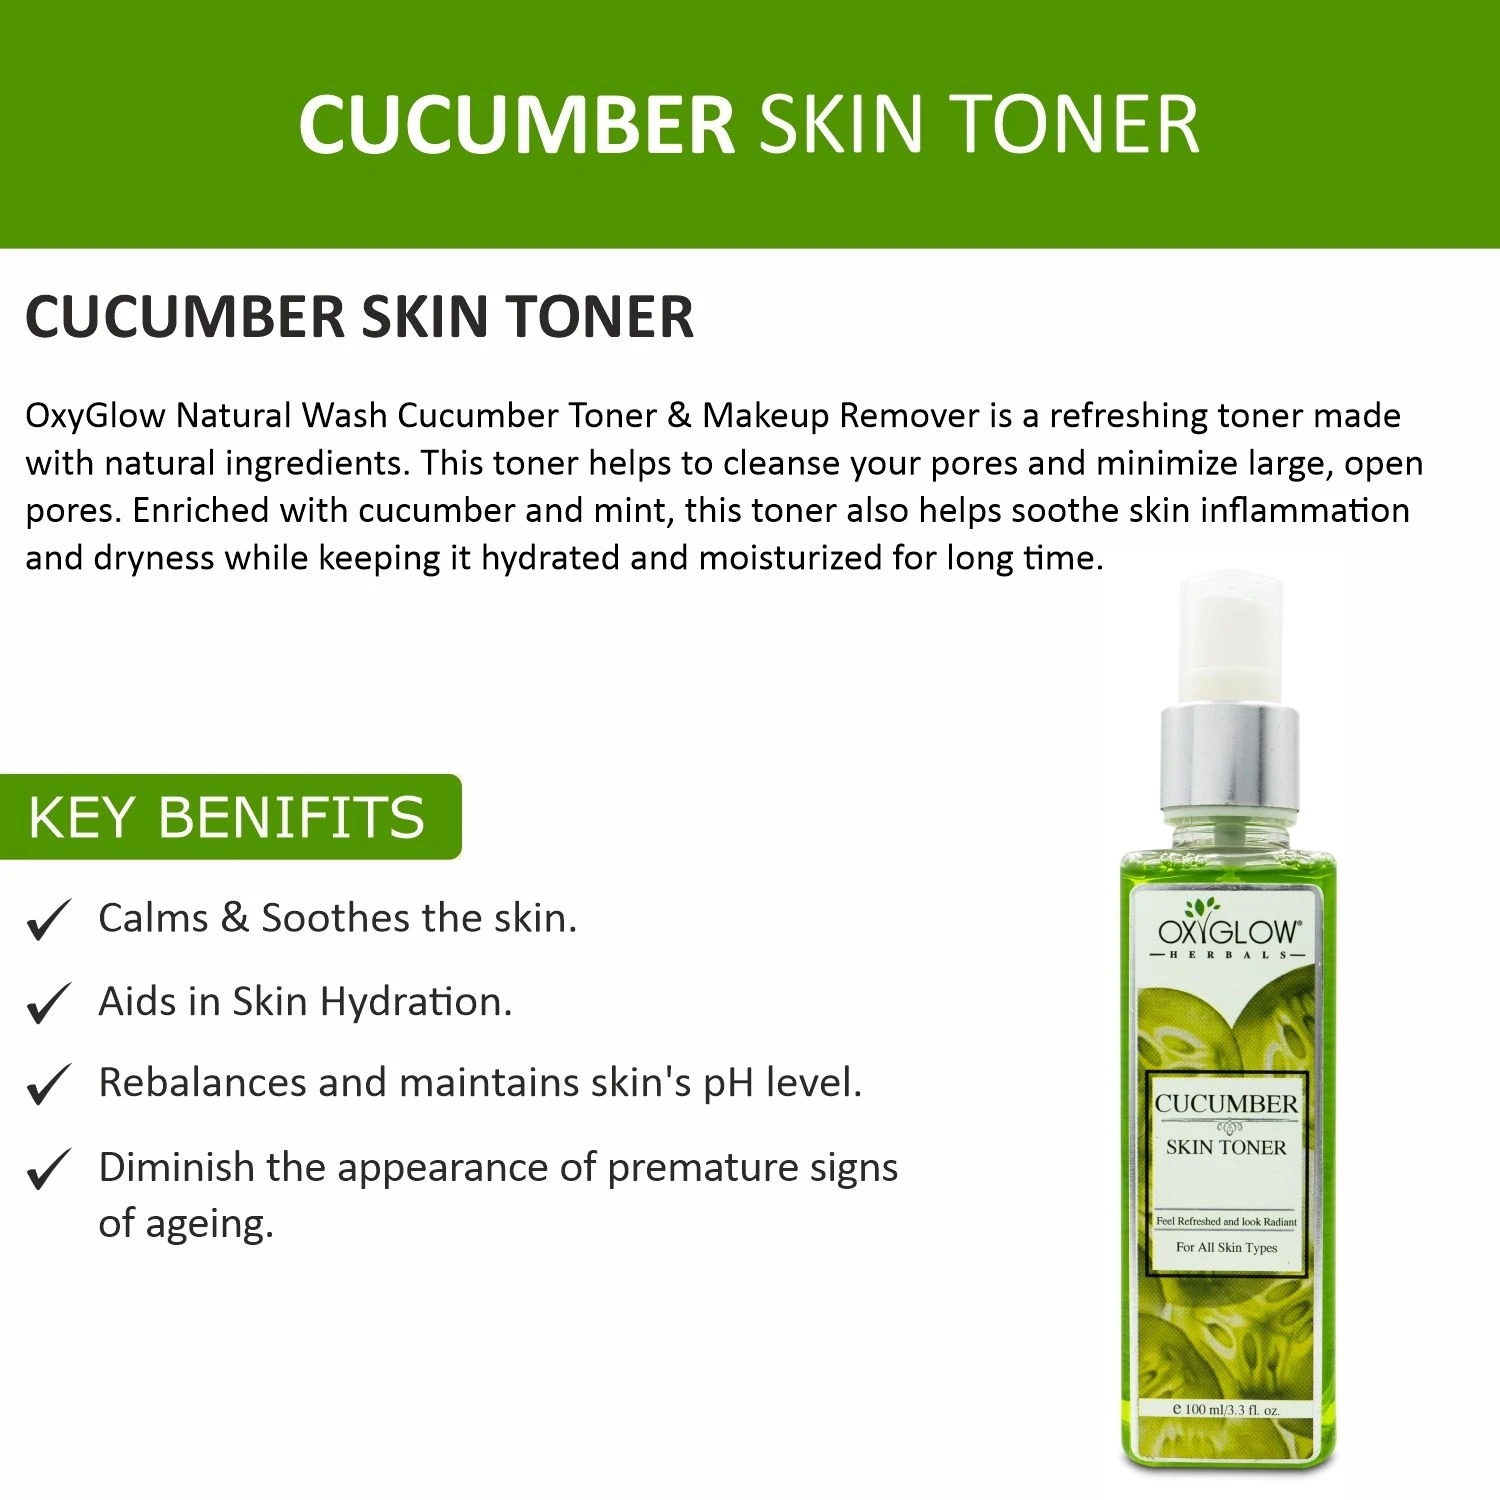 CUCUMBER SKIN TONER
CUCUMBER SKIN TONER
OxyGlow Natural Wash Cucumber Toner & Makeup Remover is a refreshing toner made
with natural ingredients. This toner helps to cleanse your pores and minimize large, open
pores. Enriched with cucumber and mint, this toner also helps soothe skin inflammation
and dryness while keeping it hydrated and moisturized for long time.
KEY BENIFITS
✓ Calms & Soothes the skin.
✓ Aids in Skin Hydration.
✓ Rebalances and maintains skin's pH level.
✓ Diminish the appearance of premature signs
of ageing.
OXYGLOW®
HERBALS
CUCUMBER
SKIN TONER
Feel Refreshed and look Radiant
For All Skin Types
e 100 ml/3.3 fl. oz.